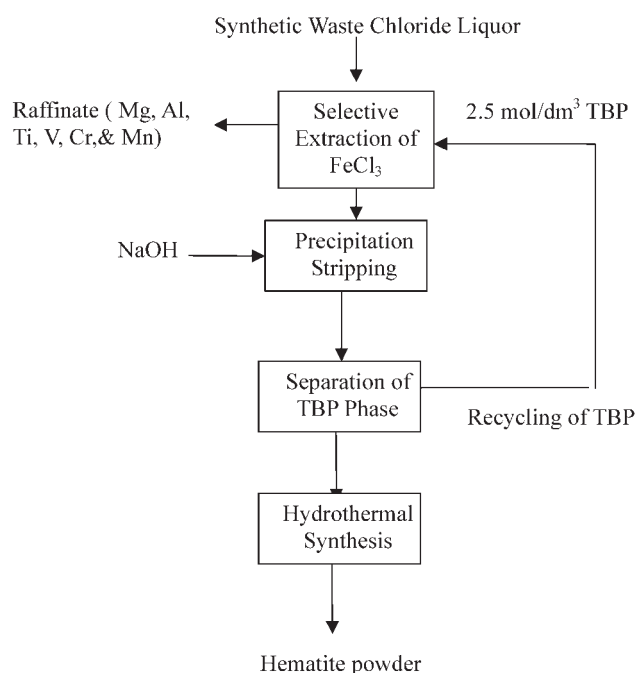 Synthetic Waste Chloride Liquor
Raffinate ( Mg, Al,
Ti, V, Cr,& Mn)
Selective
Extraction of
FeCl₃
2.5 mol/dm³ TBP
NaOH
Precipitation
Stripping
Separation of
TBP Phase
Recycling of TBP
Hydrothermal
Synthesis
Hematite powder